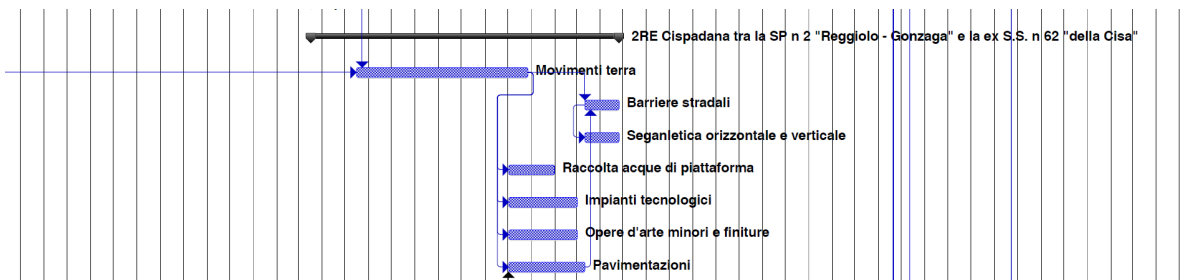 2RE Cispadana tra la SP n 2 "Reggiolo - Gonzaga" e la ex S.S. n 62 "della Cisa"
Movimenti terra
Barriere stradali
Seganletica orizzontale e verticale
Raccolta acque di piattaforma
Impianti tecnologici
Opere d'arte minori e finiture
Pavimentazioni